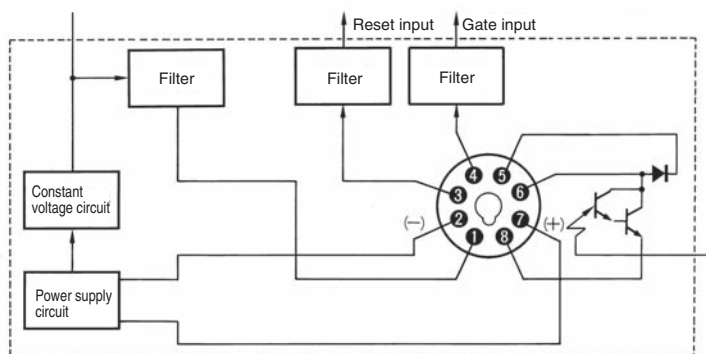 Reset input
Gate input
Filter
Filter
Filter
Constant
voltage circuit
Power supply
circuit
4
5
3
6
(−)
2
7
(+)
1
8